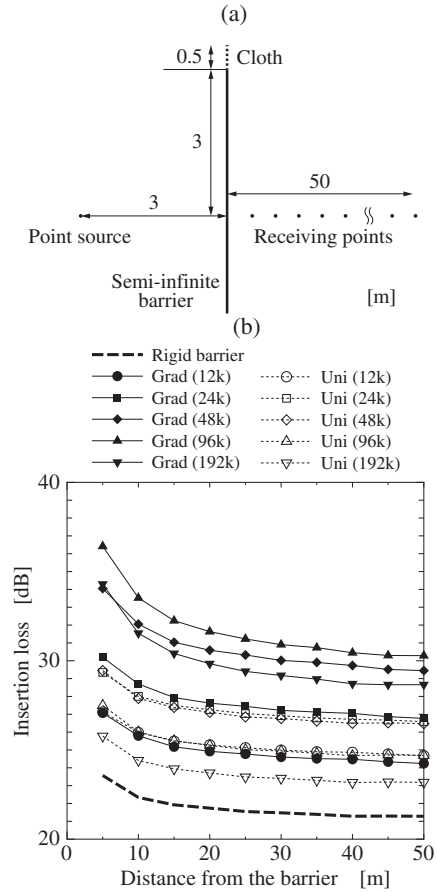 (a)
0.5
Cloth
3
50
3
Point source
Receiving points
Semi-infinite
barrier
[m]
(b)
Rigid barrier
Grad (12k) Uni (12k)
Grad (24k) Uni (24k)
Grad (48k) Uni (48k)
Grad (96k) Uni (96k)
Grad (192k) Uni (192k)
40
30
20
Insertion loss [dB]
0 10 20 30 40 50
Distance from the barrier [m]